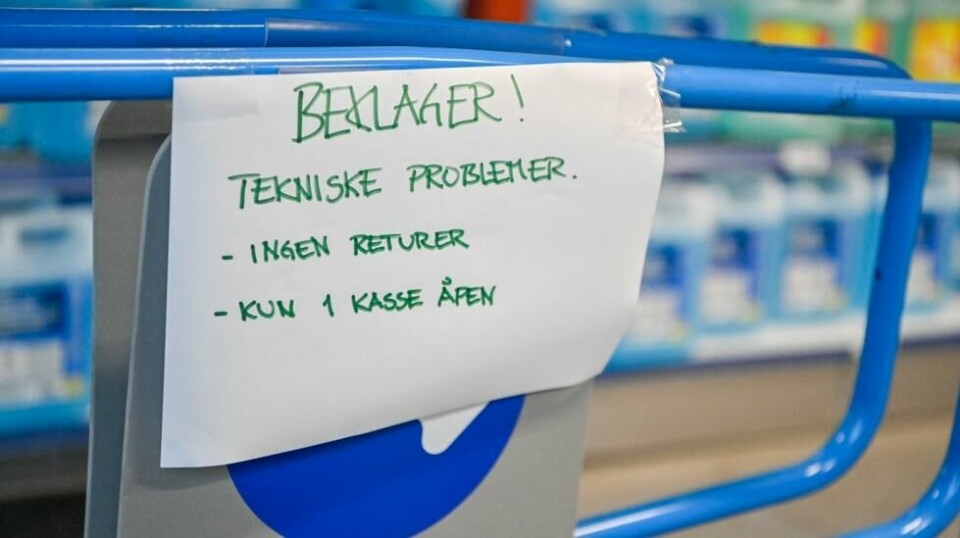 BEKLAGER!
TEKNISKE PROBLEMER.
- INGEN RETURER
- KUN 1 KASSE ÅPEN